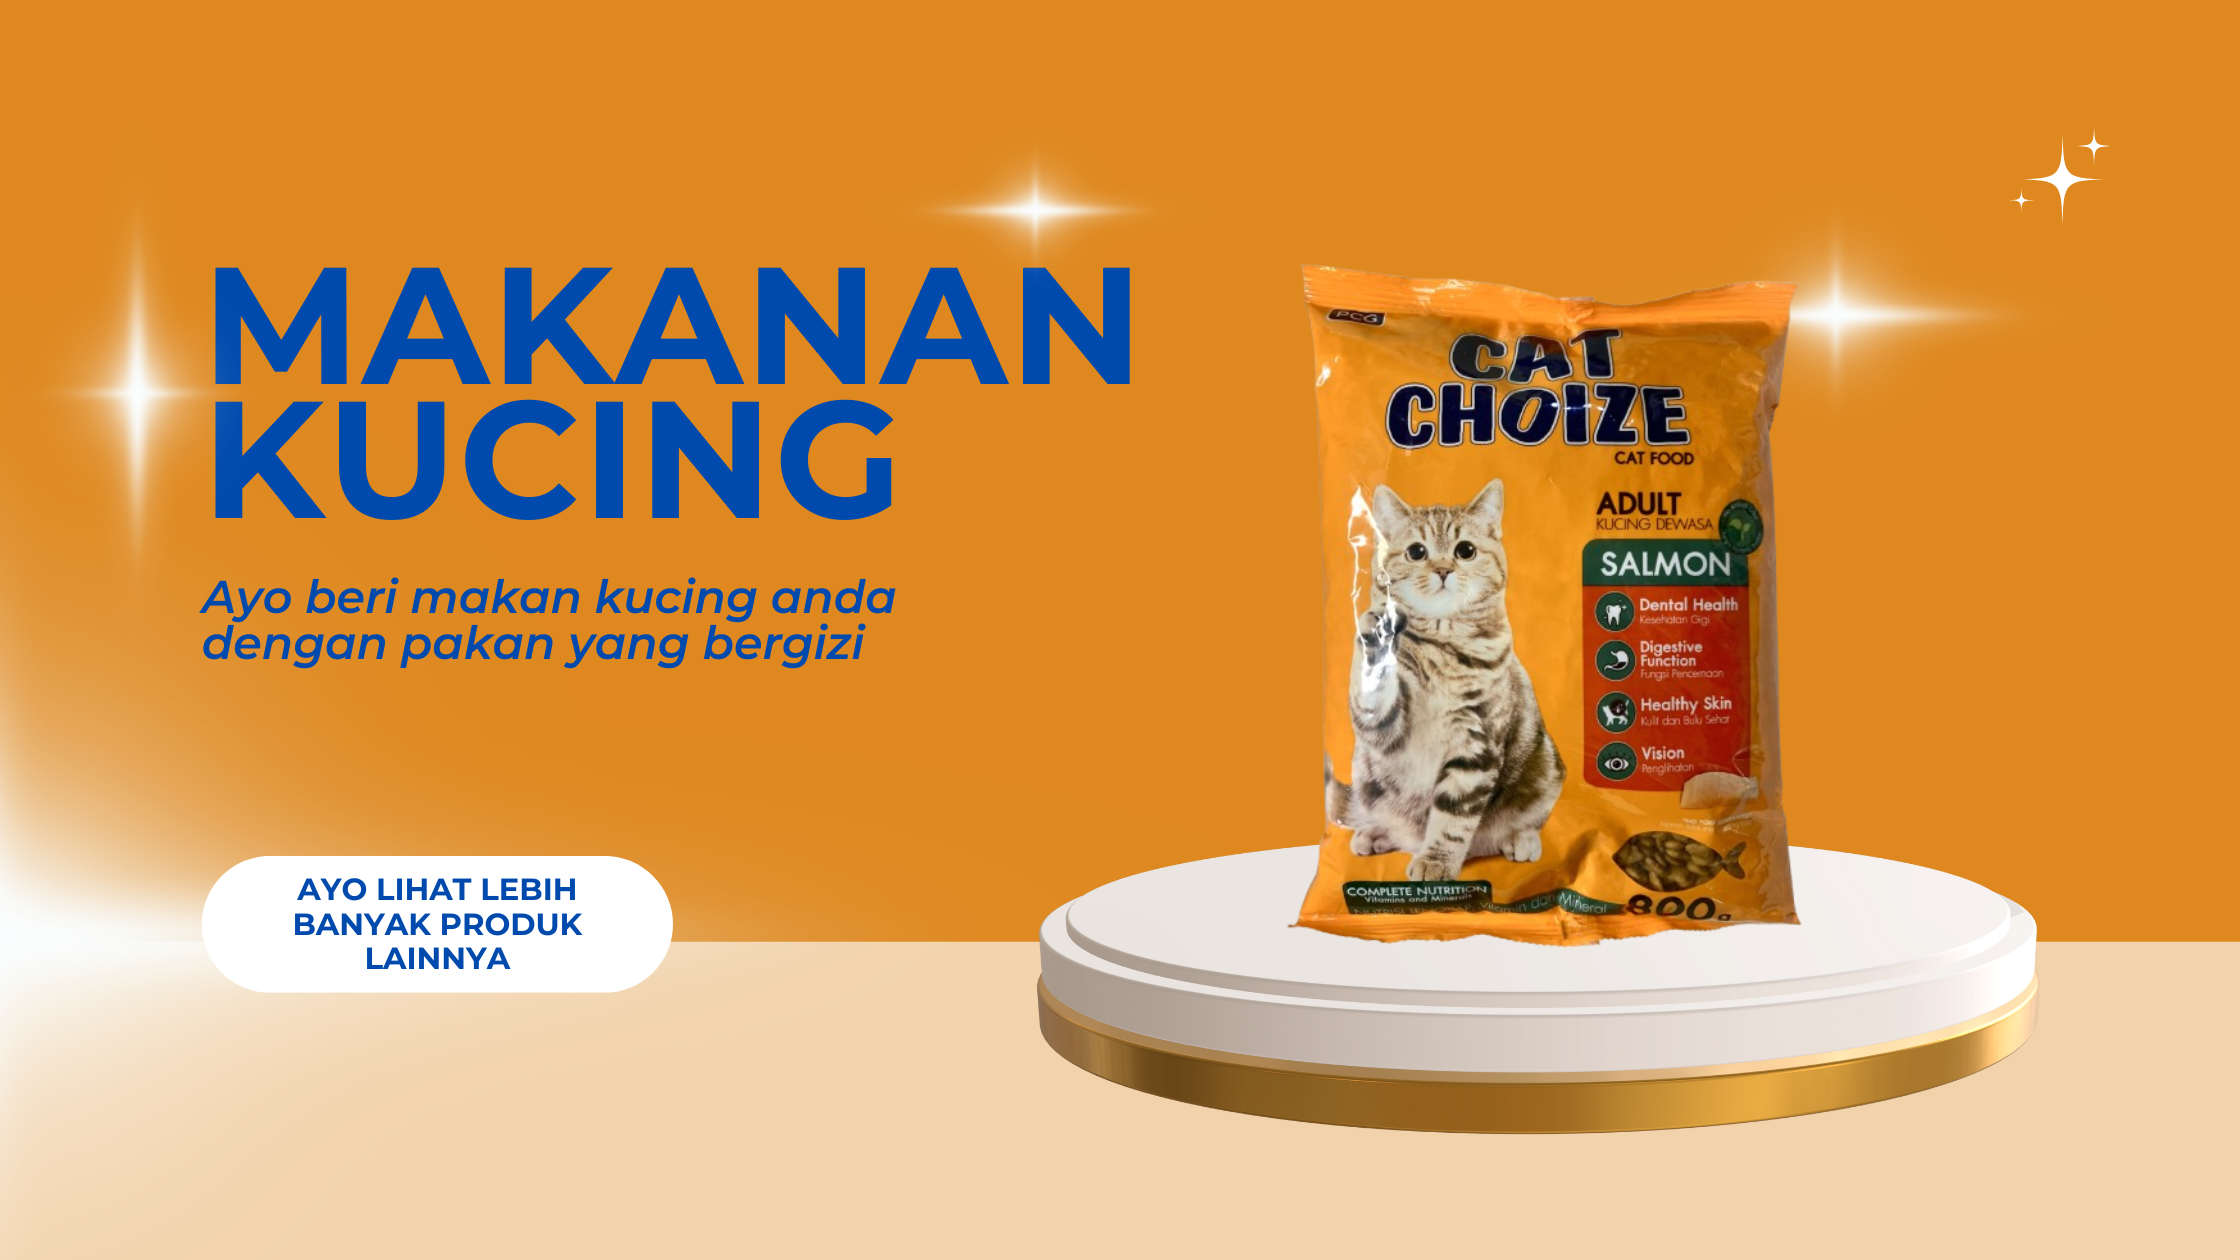 MAKANAN
KUCING
Ayo beri makan kucing anda
dengan pakan yang bergizi
AYO LIHAT LEBIH
BANYAK PRODUK
LAINNYA
PCG
CAT
CHOIZE
CAT FOOD
ADULT
KUCING DEWASA
SALMON
Dental Health
Kesehatan Gigi
Digestive
Function
Fungsi Pencernaan
Healthy Skin
Kulit dan Bulu Sehat
Vision
Penglihatan
COMPLETE NUTRITION
Vitamins and Minerals
Vitamin dan Mineral
800g